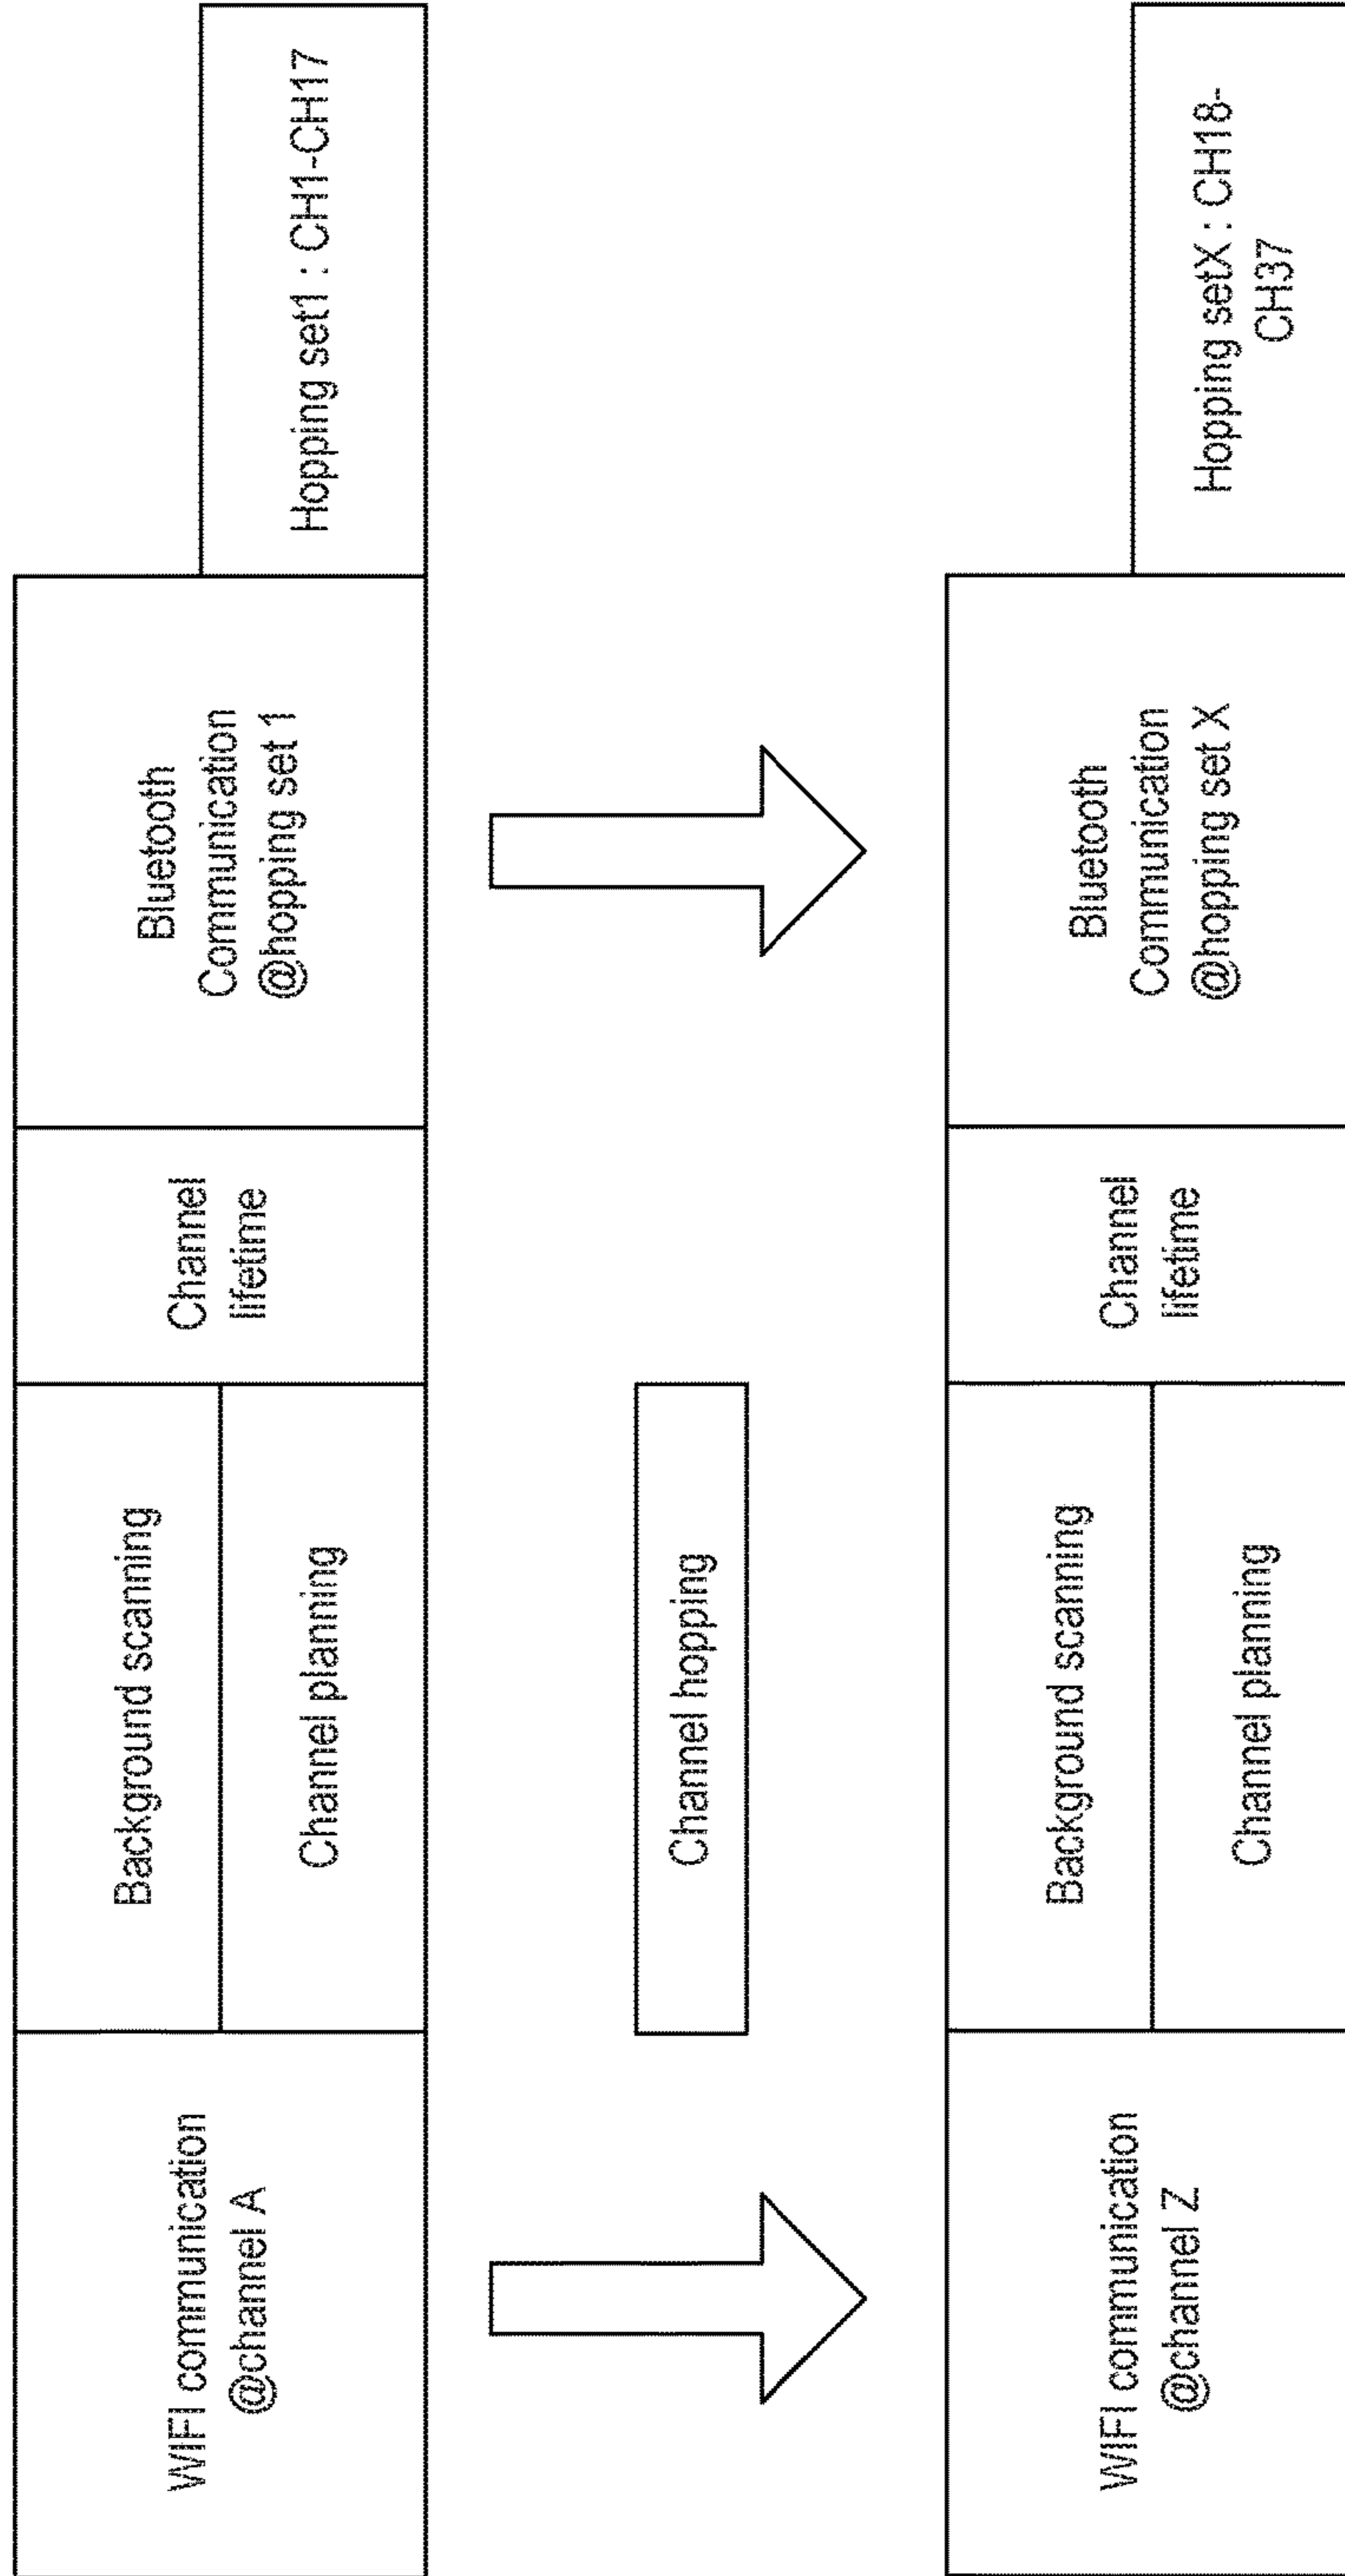 WIFI communication
@channel A
Background scanning
Channel planning
Channel
lifetime
Bluetooth
Communication
@hopping set 1
Hopping set1 : CH1-CH17
Channel hopping
WIFI communication
@channel Z
Background scanning
Channel planning
Channel
lifetime
Bluetooth
Communication
@hopping set X
Hopping setX : CH18-
CH37